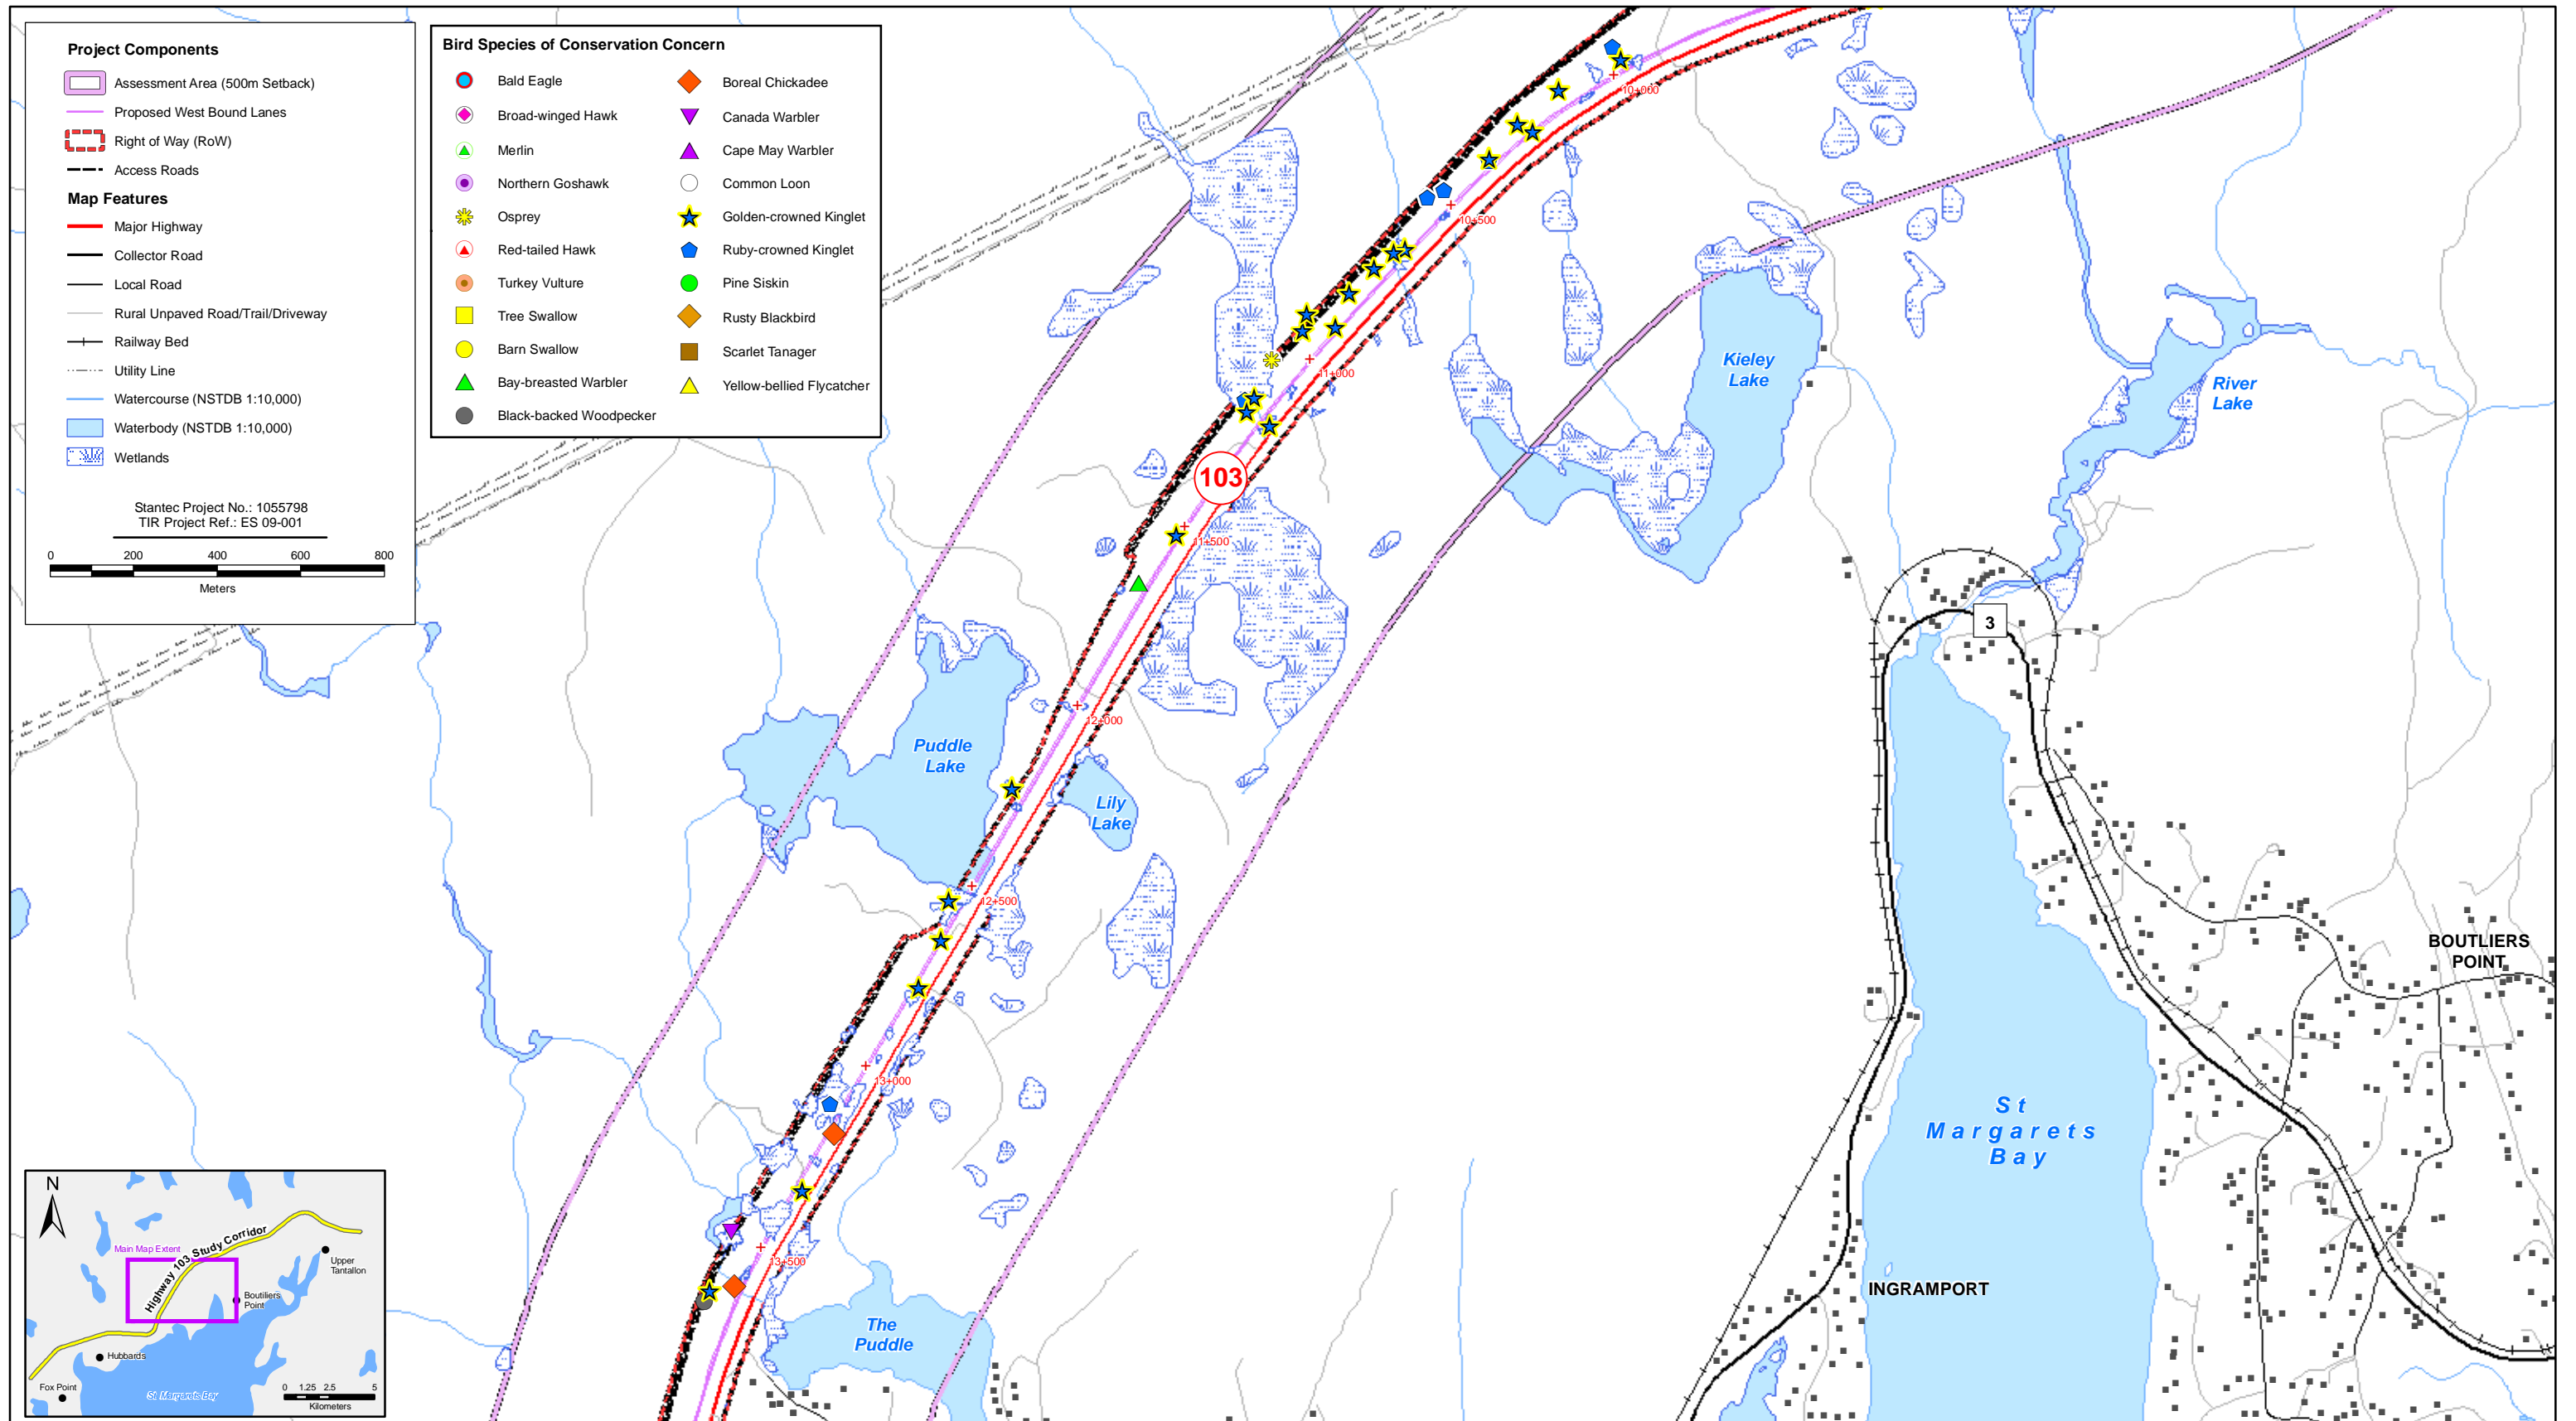 Project Components
Assessment Area (500m Setback)
Proposed West Bound Lanes
Right of Way (RoW)
Access Roads
Map Features
Major Highway
Collector Road
Local Road
Rural Unpaved Road/Trail/Driveway
Railway Bed
Utility Line
Watercourse (NSTDB 1:10,000)
Waterbody (NSTDB 1:10,000)
Wetlands
Stantec Project No.: 1055798
TIR Project Ref.: ES 09-001
0 200 400 600 800
Meters
Bird Species of Conservation Concern
Bald Eagle
Broad-winged Hawk
Merlin
Northern Goshawk
Osprey
Red-tailed Hawk
Turkey Vulture
Tree Swallow
Barn Swallow
Bay-breasted Warbler
Black-backed Woodpecker
Boreal Chickadee
Canada Warbler
Cape May Warbler
Common Loon
Golden-crowned Kinglet
Ruby-crowned Kinglet
Pine Siskin
Rusty Blackbird
Scarlet Tanager
Yellow-bellied Flycatcher
10+000
10+500
11+000
103
11+500
12+000
12+500
13+000
13+500
Kieley
Lake
River
Lake
3
Puddle
Lake
Lily
Lake
BOUTLIERS
POINT
St
Margarets
Bay
INGRAMPORT
The
Puddle
N
Main Map Extent
Highway 103 Study Corridor
Upper
Tantallon
Boutiliers
Point
Hubbards
Fox Point
St. Margarets Bay
0 1.25 2.5 5
Kilometers